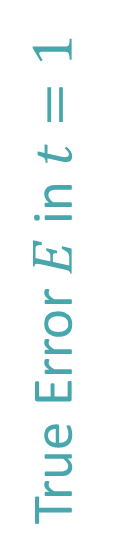 True Error E in t = 1